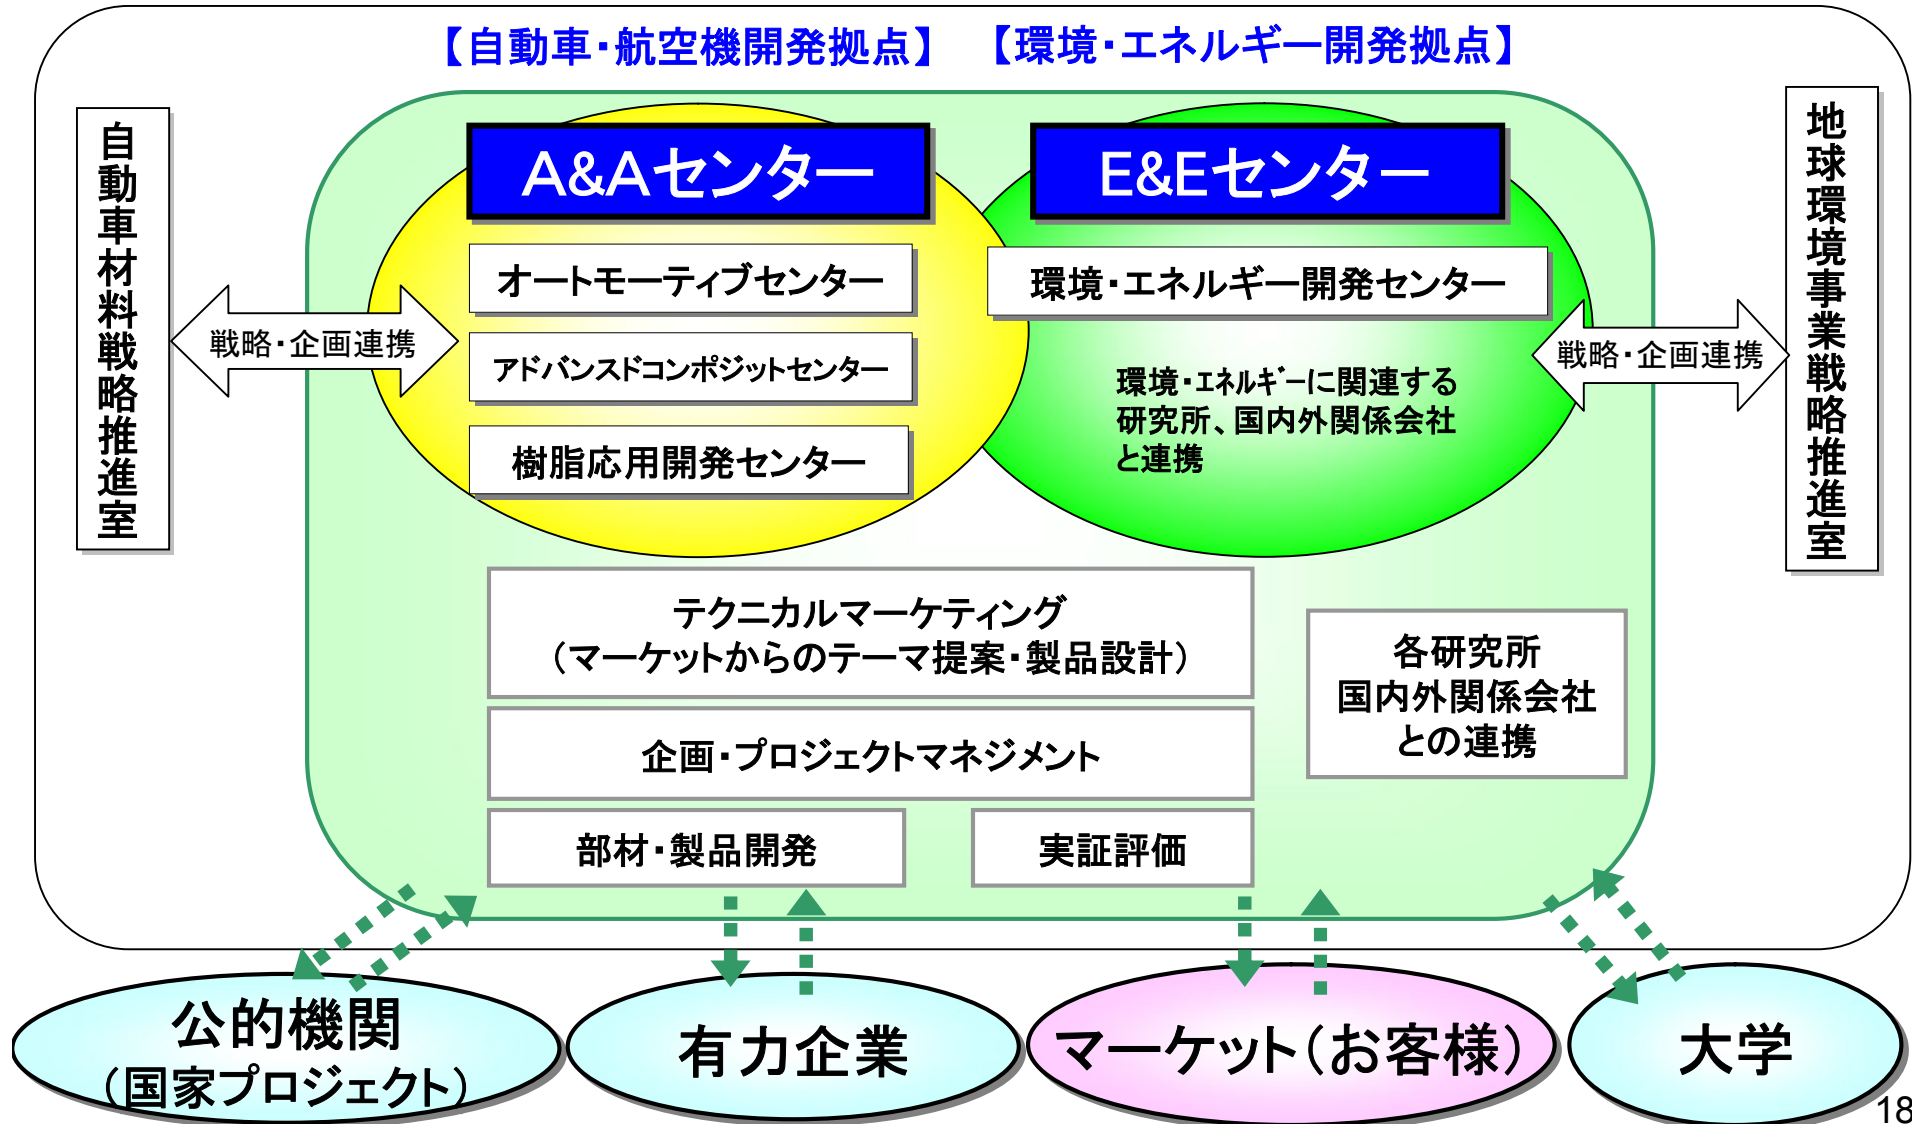 【自動車・航空機開発拠点】
【環境・エネルギー開発拠点】
自動車材料戦略推進室
地球環境事業戦略推進室
A&Aセンター
E&Eセンター
オートモーティブセンター
アドバンスドコンポジットセンター
樹脂応用開発センター
環境・エネルギー開発センター
環境・ｴﾈﾙｷﾞｰに関連する
研究所、国内外関係会社
と連携
戦略・企画連携
戦略・企画連携
テクニカルマーケティング
（マーケットからのテーマ提案・製品設計）
企画・プロジェクトマネジメント
部材・製品開発
実証評価
各研究所
国内外関係会社
との連携
公的機関
（国家プロジェクト）
有力企業
マーケット（お客様）
大学
18